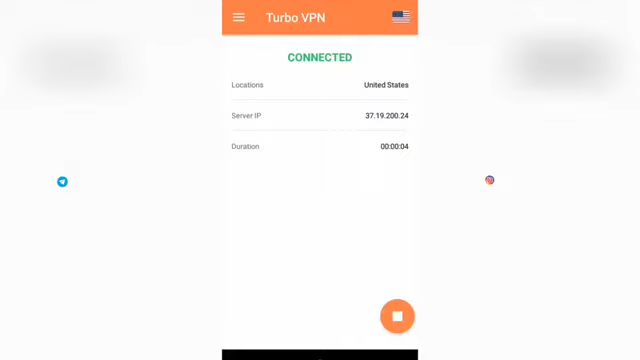 Turbo VPN
CONNECTED
Locations United States
Server IP 37.19.200.24
Duration 00:00:04